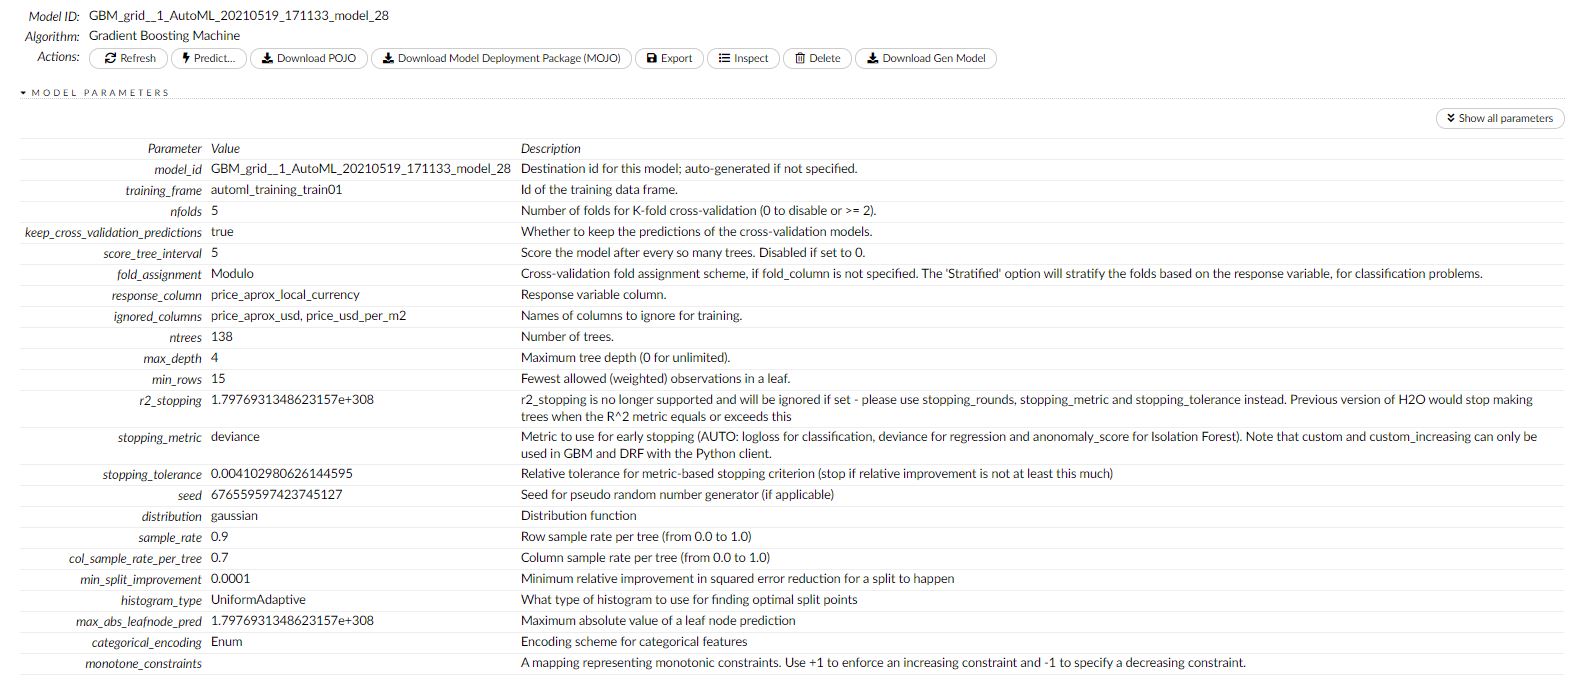 Model ID: GBM_grid__1_AutoML_20210519_171133_model_28
Algorithm: Gradient Boosting Machine
Actions: Refresh Predict... Download POJO Download Model Deployment Package (MOJO) Export Inspect Delete Download Gen Model
MODEL PARAMETERS
Show all parameters
Parameter Value Description
model_id GBM_grid__1_AutoML_20210519_171133_model_28 Destination id for this model; auto-generated if not specified.
training_frame automl_training_train01 Id of the training data frame.
nfolds 5 Number of folds for K-fold cross-validation (0 to disable or >= 2).
keep_cross_validation_predictions true Whether to keep the predictions of the cross-validation models.
score_tree_interval 5 Score the model after every so many trees. Disabled if set to 0.
fold_assignment Modulo Cross-validation fold assignment scheme, if fold_column is not specified. The 'Stratified' option will stratify the folds based on the response variable, for classification problems.
response_column price_aprox_local_currency Response variable column.
ignored_columns price_aprox_usd, price_usd_per_m2 Names of columns to ignore for training.
ntrees 138 Number of trees.
max_depth 4 Maximum tree depth (0 for unlimited).
min_rows 15 Fewest allowed (weighted) observations in a leaf.
r2_stopping 1.7976931348623157e+308 r2_stopping is no longer supported and will be ignored if set - please use stopping_rounds, stopping_metric and stopping_tolerance instead. Previous version of H2O would stop making
trees when the R^2 metric equals or exceeds this
stopping_metric deviance Metric to use for early stopping (AUTO: logloss for classification, deviance for regression and anonomaly_score for Isolation Forest). Note that custom and custom_increasing can only be
used in GBM and DRF with the Python client.
stopping_tolerance 0.004102980626144595 Relative tolerance for metric-based stopping criterion (stop if relative improvement is not at least this much)
seed 676559597423745127 Seed for pseudo random number generator (if applicable)
distribution gaussian Distribution function
sample_rate 0.9 Row sample rate per tree (from 0.0 to 1.0)
col_sample_rate_per_tree 0.7 Column sample rate per tree (from 0.0 to 1.0)
min_split_improvement 0.0001 Minimum relative improvement in squared error reduction for a split to happen
histogram_type UniformAdaptive What type of histogram to use for finding optimal split points
max_abs_leafnode_pred 1.7976931348623157e+308 Maximum absolute value of a leaf node prediction
categorical_encoding Enum Encoding scheme for categorical features
monotone_constraints A mapping representing monotonic constraints. Use +1 to enforce an increasing constraint and -1 to specify a decreasing constraint.